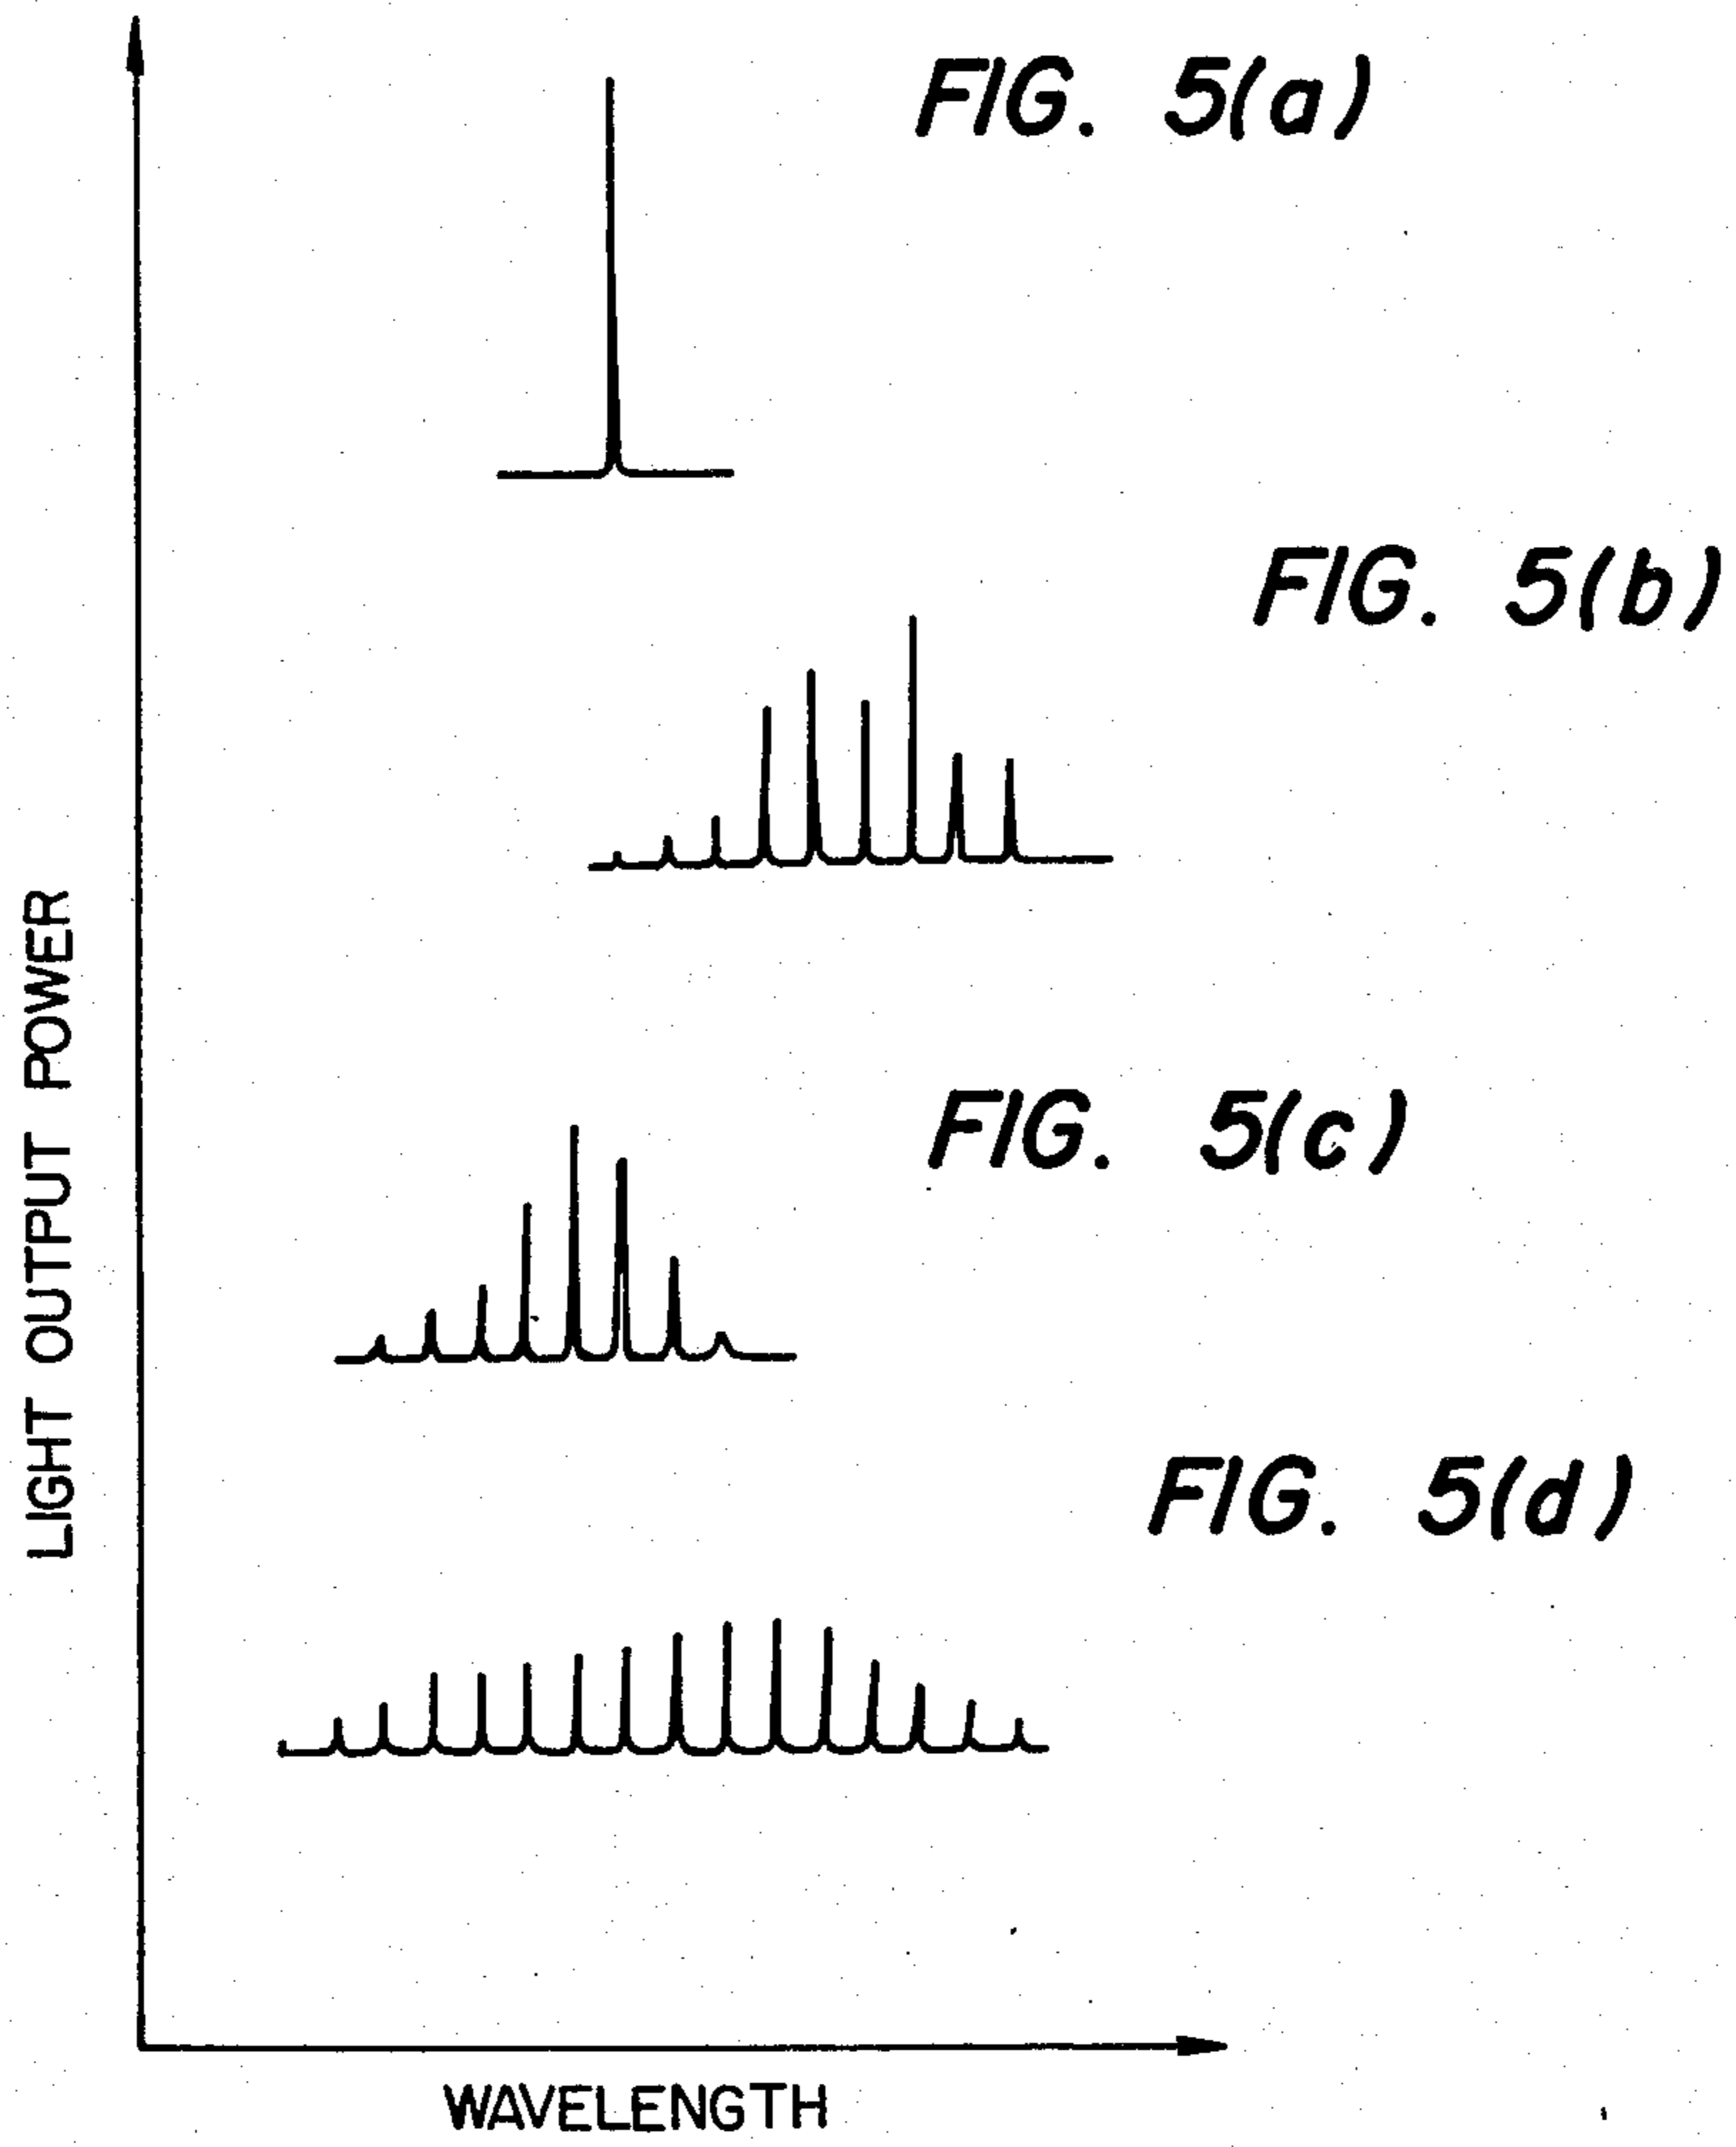 FIG. 5(a)
FIG. 5(b)
FIG. 5(c)
FIG. 5(d)
LIGHT OUTPUT POWER
WAVELENGTH